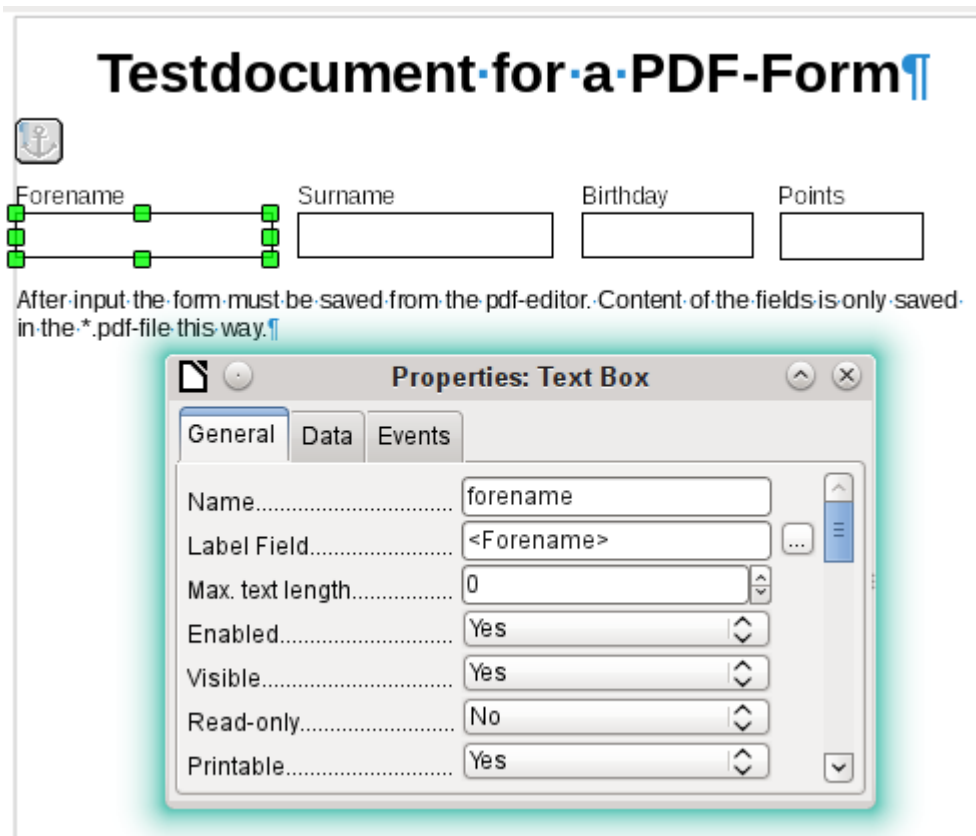 Testdocument·for·a·PDF-Form¶
Forename Surname Birthday Points
After·input·the·form·must·be·saved·from·the·pdf-editor.·Content·of·the·fields·is·only·saved·
in·the·*.pdf-file·this·way.¶
Properties: Text Box
General Data Events
Name.................................. forename
Label Field......................... <Forename> ...
Max. text length................. 0
Enabled.............................. Yes
Visible................................. Yes
Read-only........................... No
Printable............................. Yes